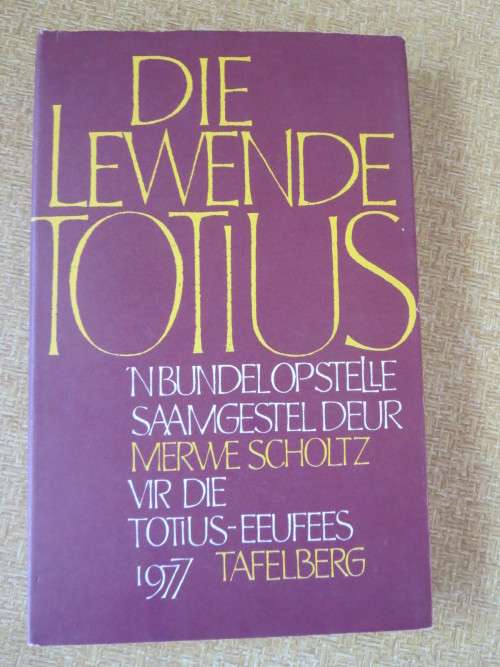 DIE
LEWENDE
TOTIUS
'N BUNDEL OPSTELLE
SAAMGESTEL DEUR
MERWE SCHOLTZ
VIR DIE
TOTIUS-EEUFEES
1977 TAFELBERG